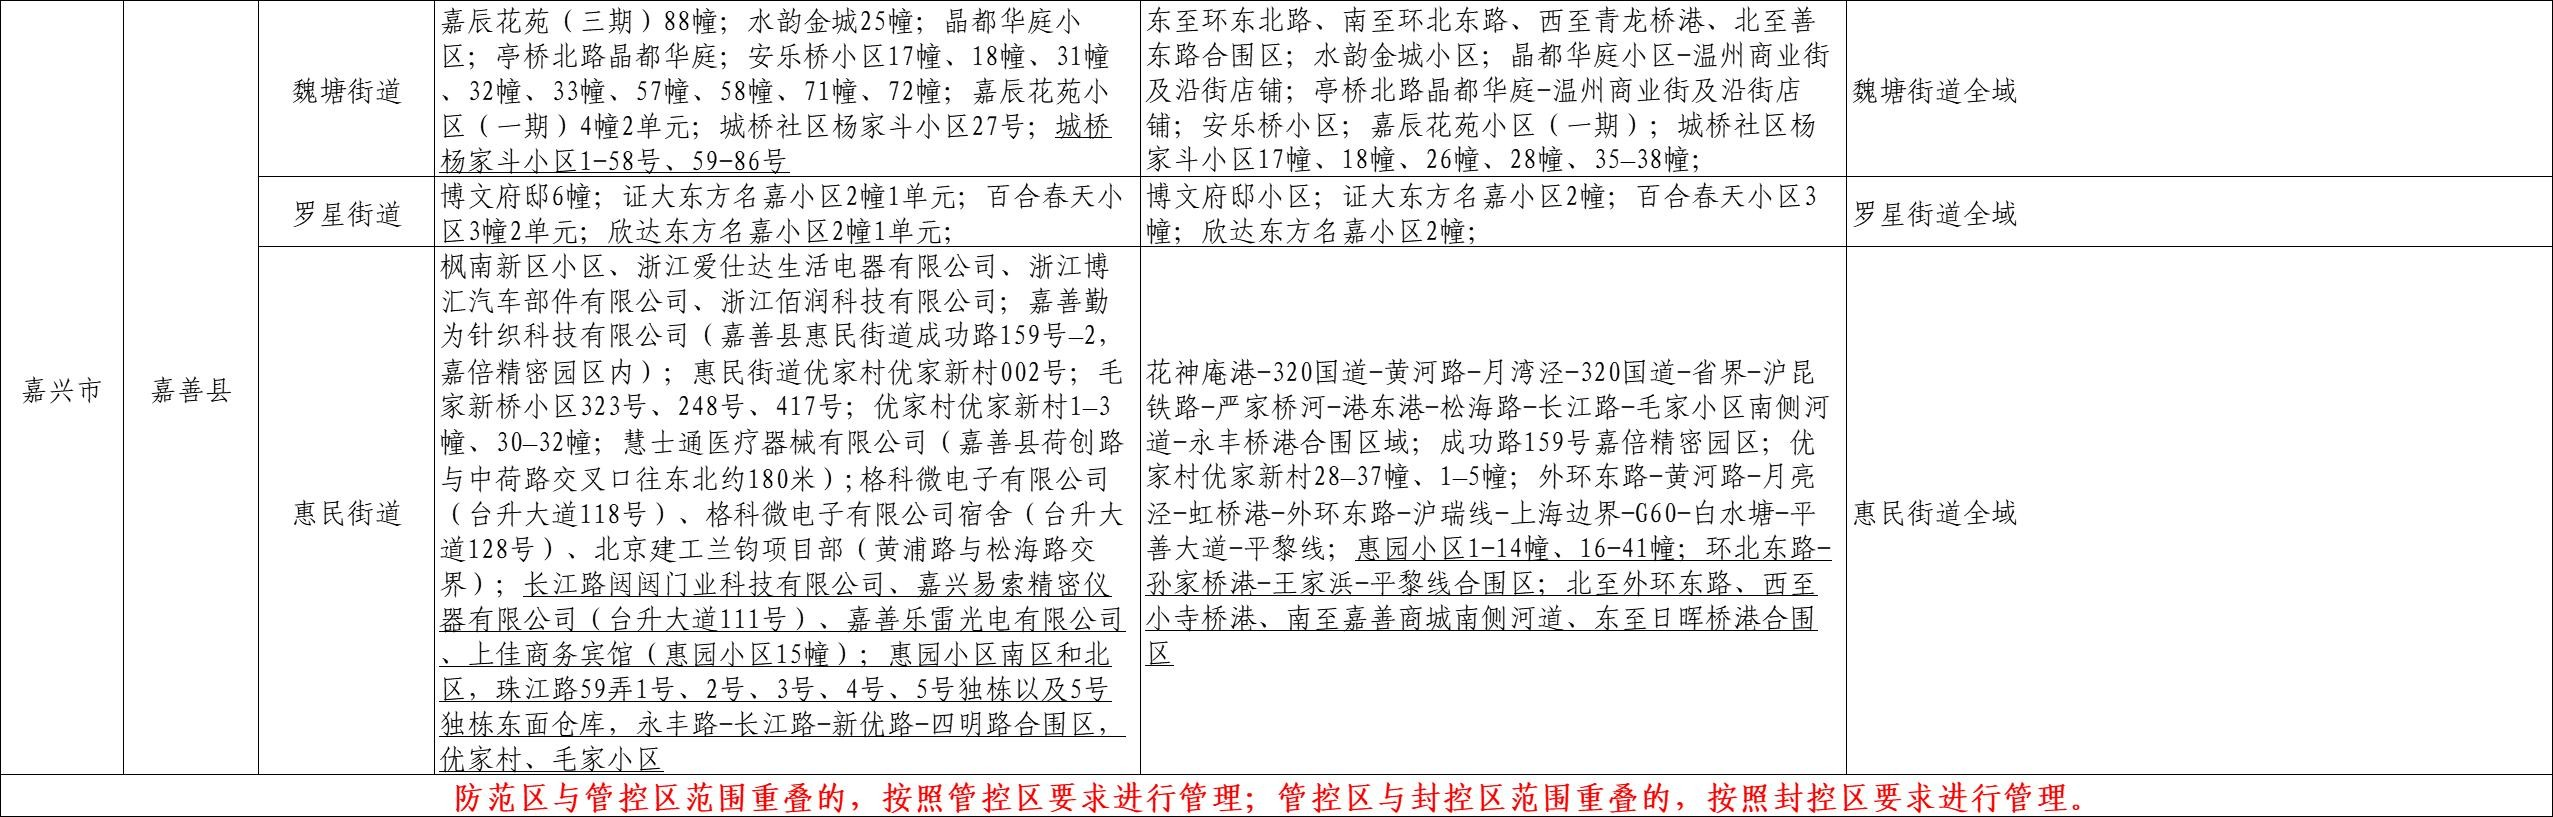 嘉兴市
嘉善县
魏塘街道
嘉辰花苑（三期）88幢；水韵金城25幢；晶都华庭小
区；亭桥北路晶都华庭；安乐桥小区17幢、18幢、31幢
、32幢、33幢、57幢、58幢、71幢、72幢；嘉辰花苑小
区（一期）4幢2单元；城桥社区杨家斗小区27号；城桥
杨家斗小区1-58号、59-86号
东至环东北路、南至环北东路、西至青龙桥港、北至善
东路合围区；水韵金城小区；晶都华庭小区-温州商业街
及沿街店铺；亭桥北路晶都华庭-温州商业街及沿街店
铺；安乐桥小区；嘉辰花苑小区（一期）；城桥社区杨
家斗小区17幢、18幢、26幢、28幢、35—38幢；
魏塘街道全域
罗星街道
博文府邸6幢；证大东方名嘉小区2幢1单元；百合春天小
区3幢2单元；欣达东方名嘉小区2幢1单元；
博文府邸小区；证大东方名嘉小区2幢；百合春天小区3
幢；欣达东方名嘉小区2幢；
罗星街道全域
惠民街道
枫南新区小区、浙江爱仕达生活电器有限公司、浙江博
汇汽车部件有限公司、浙江佰润科技有限公司；嘉善勤
为针织科技有限公司（嘉善县惠民街道成功路159号—2，
嘉倍精密园区内）；惠民街道优家村优家新村002号；毛
家新桥小区323号、248号、417号；优家村优家新村1—3
幢、30—32幢；慧士通医疗器械有限公司（嘉善县荷创路
与中荷路交叉口往东北约180米）;格科微电子有限公司
（台升大道118号）、格科微电子有限公司宿舍（台升大
道128号）、北京建工兰钧项目部（黄浦路与松海路交
界）；长江路闼闼门业科技有限公司、嘉兴易索精密仪
器有限公司（台升大道111号）、嘉善乐雷光电有限公司
、上佳商务宾馆（惠园小区15幢）；惠园小区南区和北
区，珠江路59弄1号、2号、3号、4号、5号独栋以及5号
独栋东面仓库，永丰路-长江路-新优路-四明路合围区，
优家村、毛家小区
花神庵港-320国道-黄河路-月湾泾-320国道-省界-沪昆
铁路-严家桥河-港东港-松海路-长江路-毛家小区南侧河
道-永丰桥港合围区域；成功路159号嘉倍精密园区；优
家村优家新村28—37幢、1—5幢；外环东路-黄河路-月亮
泾-虹桥港-外环东路-沪瑞线-上海边界-G60-白水塘-平
善大道-平黎线；惠园小区1-14幢、16-41幢；环北东路-
孙家桥港-王家浜-平黎线合围区；北至外环东路、西至
小寺桥港、南至嘉善商城南侧河道、东至日晖桥港合围
区
惠民街道全域
防范区与管控区范围重叠的，按照管控区要求进行管理；管控区与封控区范围重叠的，按照封控区要求进行管理。